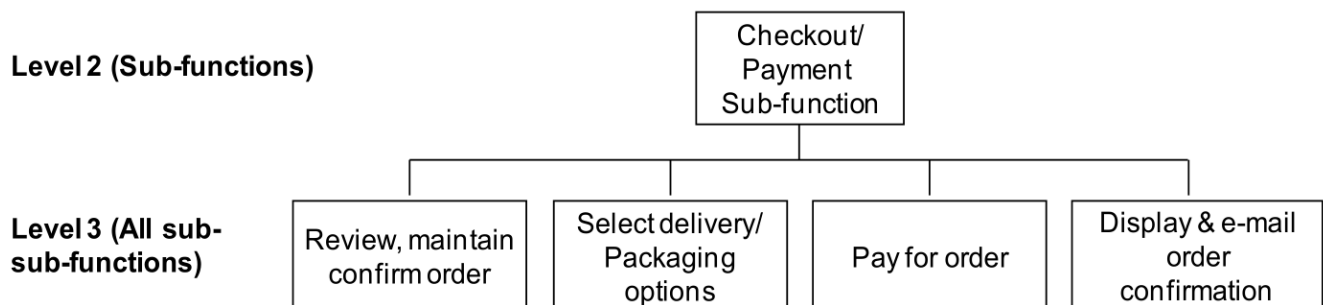 Level 2 (Sub-functions)
Checkout/
Payment
Sub-function
Level 3 (All sub-
sub-functions)
Review, maintain
confirm order
Select delivery/
Packaging
options
Pay for order
Display & e-mail
order
confirmation